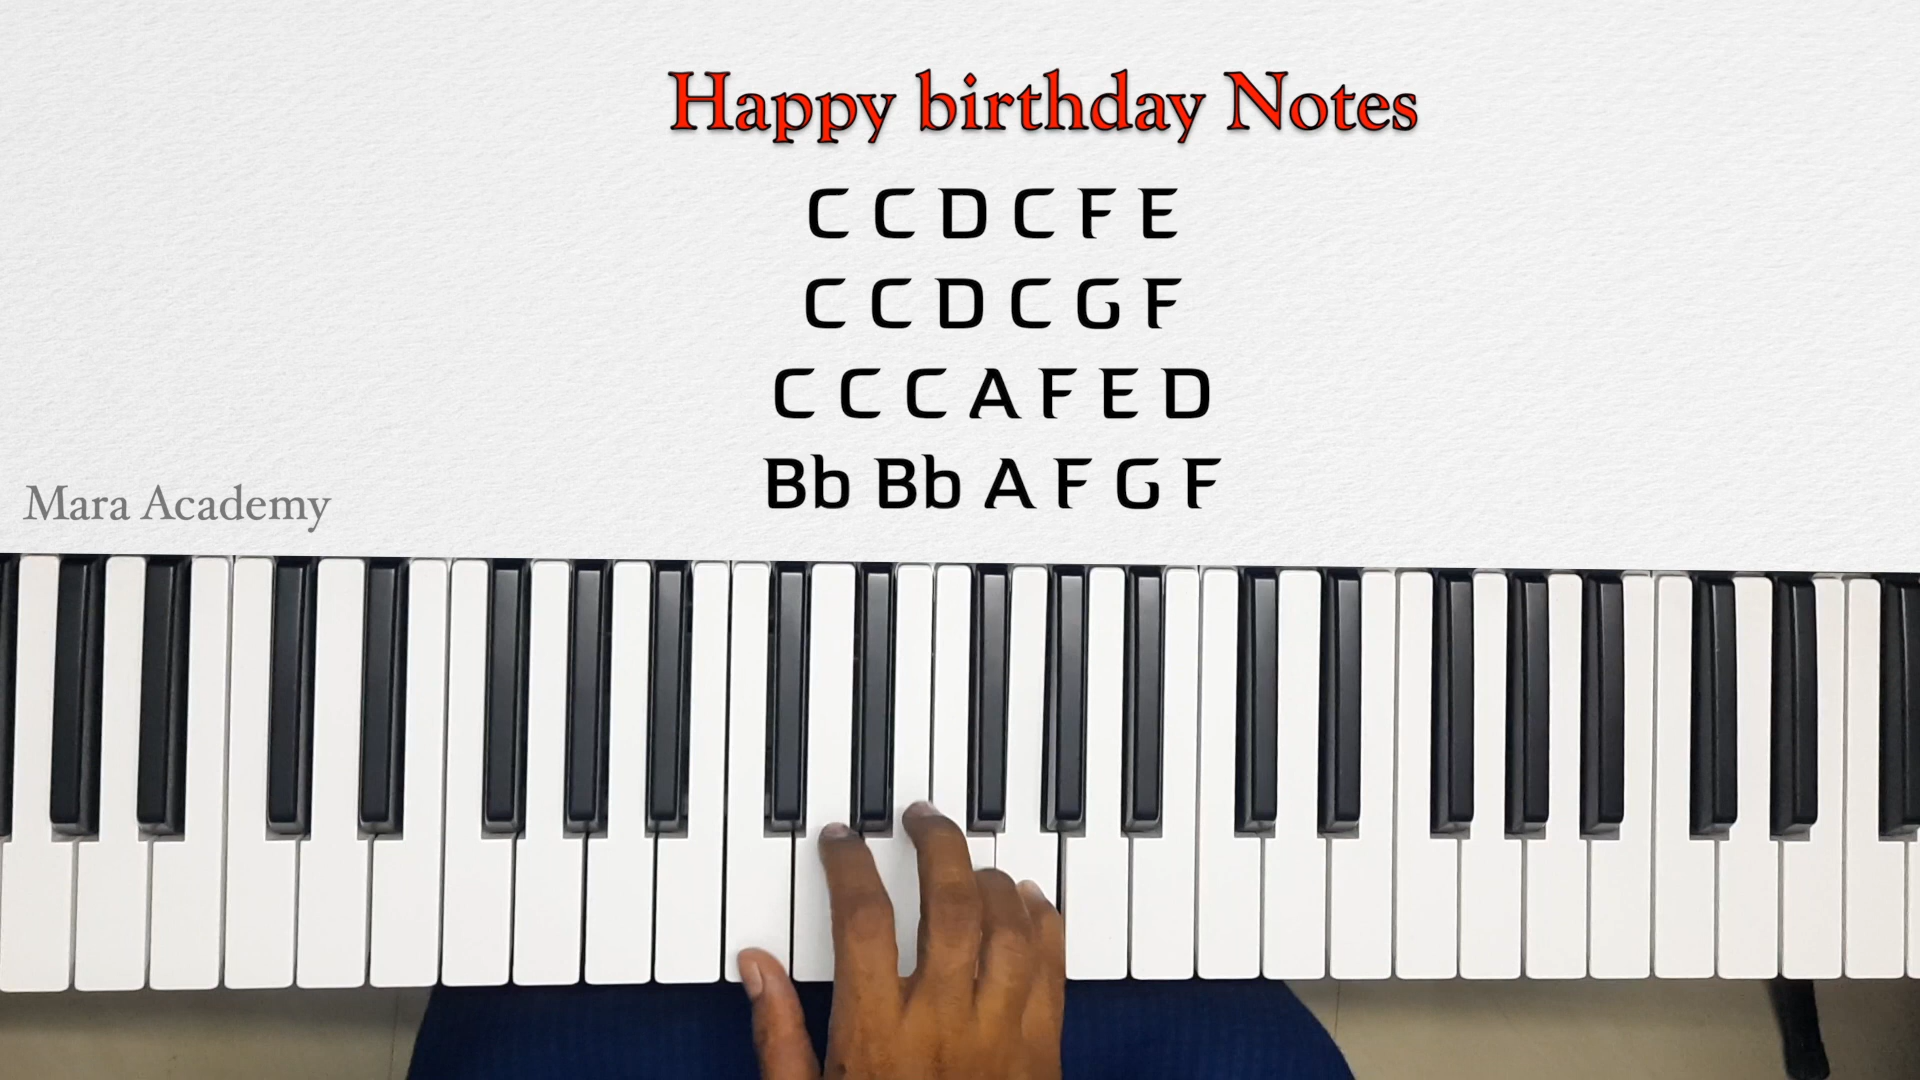 Happy birthday Notes
C C D C F E
C C D C G F
C C C A F E D
Bb Bb A F G F
Mara Academy